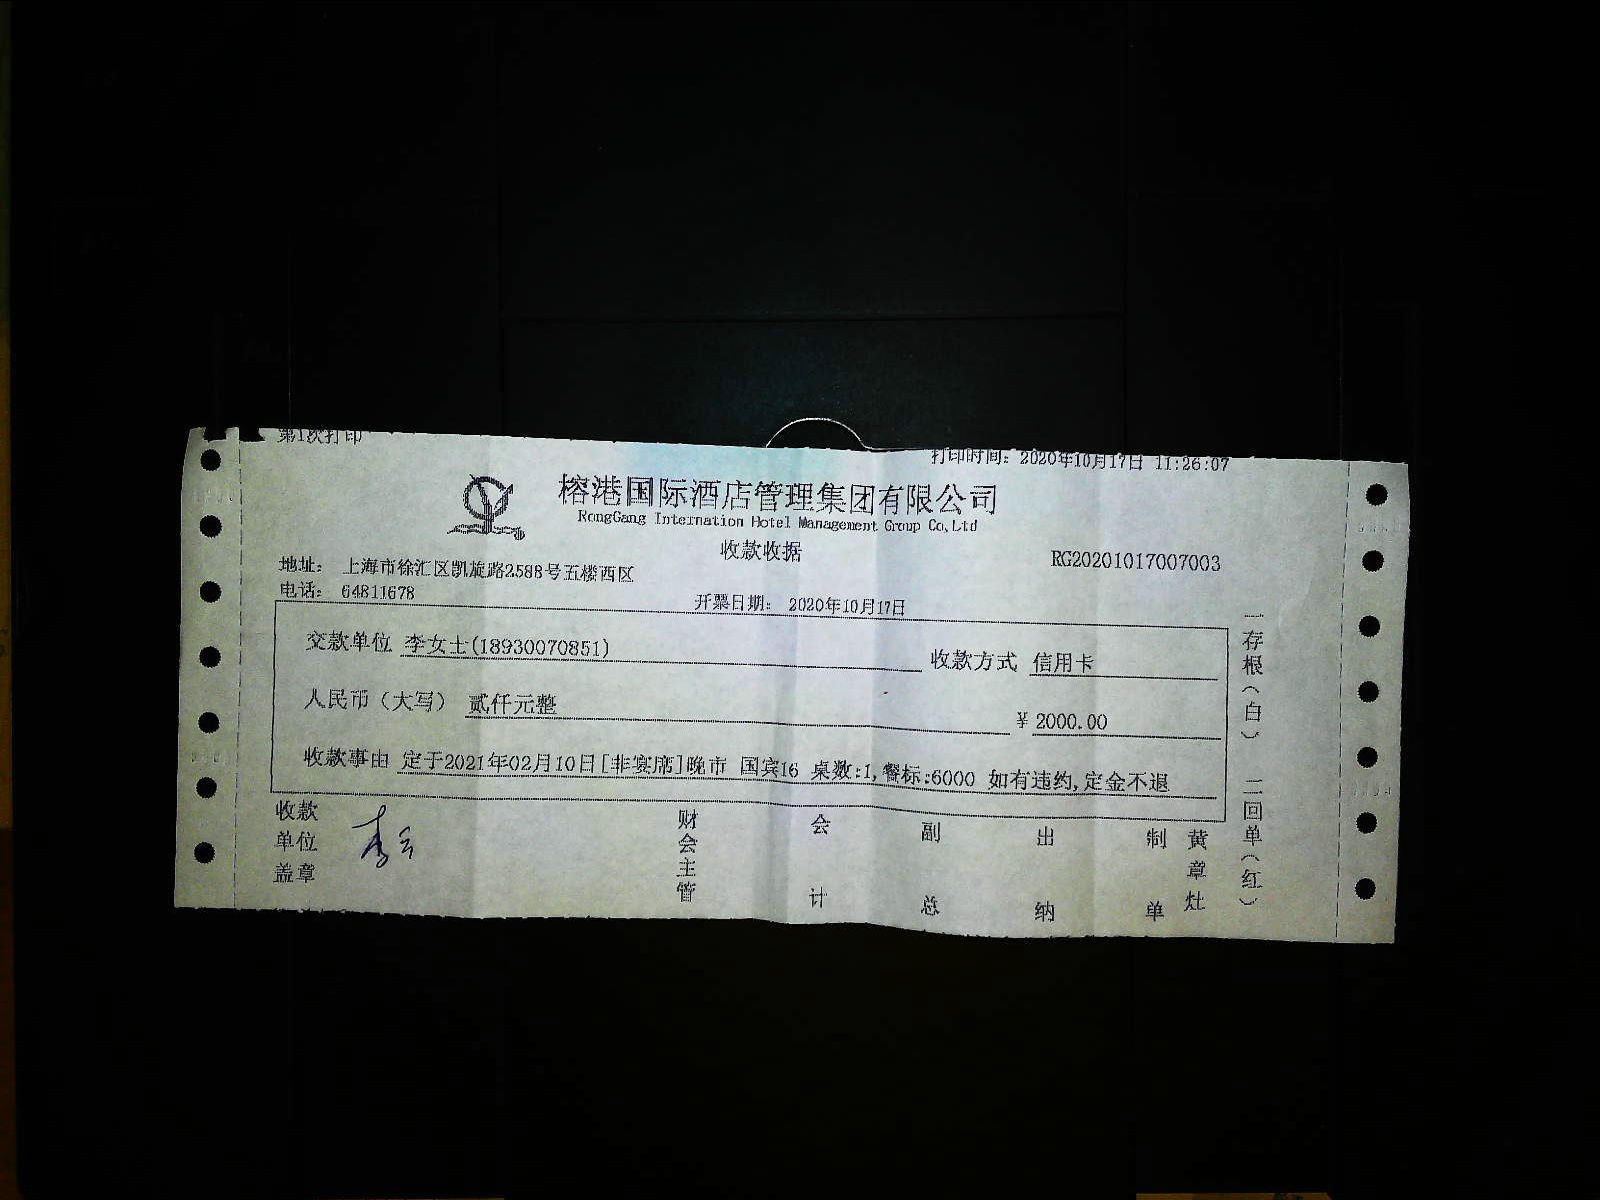 第1次打印
打印时间：2020年10月17日 11:26:07
榕港国际酒店管理集团有限公司
RongGang Internation Hotel Management Group Co,Ltd
收款收据
RG20201017007003
地址： 上海市徐汇区凯旋路2588号五楼西区
电话： 64811678
开票日期： 2020年10月17日
交款单位 李女士(18930070851) 收款方式 信用卡
人民币（大写） 贰仟元整 ￥2000.00
收款事由 定于2021年02月10日[非宴席]晚市 国宾16 桌数:1,餐标:6000 如有违约,定金不退
收款单位盖章
财会主管
会计
副总
出纳
制单
黄章灶
一存根（白） 二回单（红）